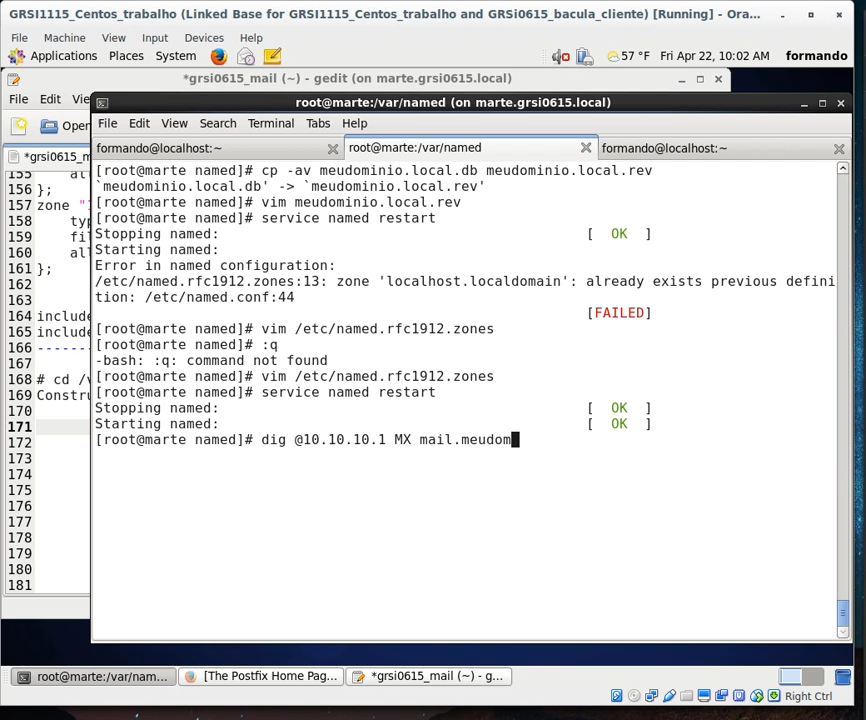 GRSI1115_Centos_trabalho (Linked Base for GRSI1115_Centos_trabalho and GRSi0615_bacula_cliente) [Running] - Ora...
File Machine View Input Devices Help
Applications Places System 57 °F Fri Apr 22, 10:02 AM formando
*grsi0615_mail (~) - gedit (on marte.grsi0615.local)
root@marte:/var/named (on marte.grsi0615.local)
File Edit
File Edit View Search Terminal Tabs Help
Open
formando@localhost:~ root@marte:/var/named formando@localhost:~
*grsi0615_m
155 al
156 };
157 zone "
158 typ
159 fil
160 all
161 };
162
163
164 include
165 include
166 -------
167
168 # cd /v
169 Constru
170
171
172
173
174
175
176
177
178
179
180
181
[root@marte named]# cp -av meudominio.local.db meudominio.local.rev
`meudominio.local.db' -> `meudominio.local.rev'
[root@marte named]# vim meudominio.local.rev
[root@marte named]# service named restart
Stopping named: [ OK ]
Starting named:
Error in named configuration:
/etc/named.rfc1912.zones:13: zone 'localhost.localdomain': already exists previous defini
tion: /etc/named.conf:44
[FAILED]
[root@marte named]# vim /etc/named.rfc1912.zones
[root@marte named]# :q
-bash: :q: command not found
[root@marte named]# vim /etc/named.rfc1912.zones
[root@marte named]# service named restart
Stopping named: [ OK ]
Starting named: [ OK ]
[root@marte named]# dig @10.10.10.1 MX mail.meudom
root@marte:/var/nam... [The Postfix Home Pag... *grsi0615_mail (~) - g...
Right Ctrl